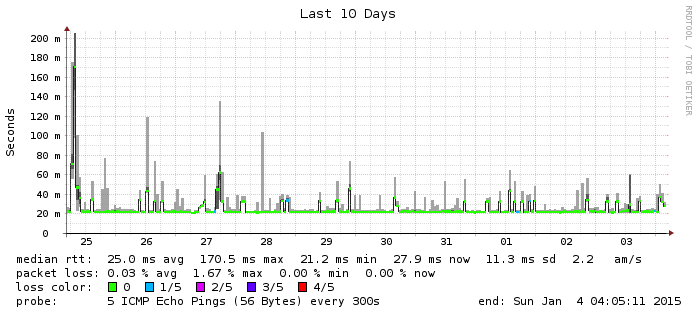 Last 10 Days
RRDTOOL / TOBI OETIKER
Seconds
200 m
180 m
160 m
140 m
120 m
100 m
80 m
60 m
40 m
20 m
0
25 26 27 28 29 30 31 01 02 03
median rtt: 25.0 ms avg 170.5 ms max 21.2 ms min 27.9 ms now 11.3 ms sd 2.2 am/s
packet loss: 0.03 % avg 1.67 % max 0.00 % min 0.00 % now
loss color: 0 1/5 2/5 3/5 4/5
probe: 5 ICMP Echo Pings (56 Bytes) every 300s end: Sun Jan 4 04:05:11 2015